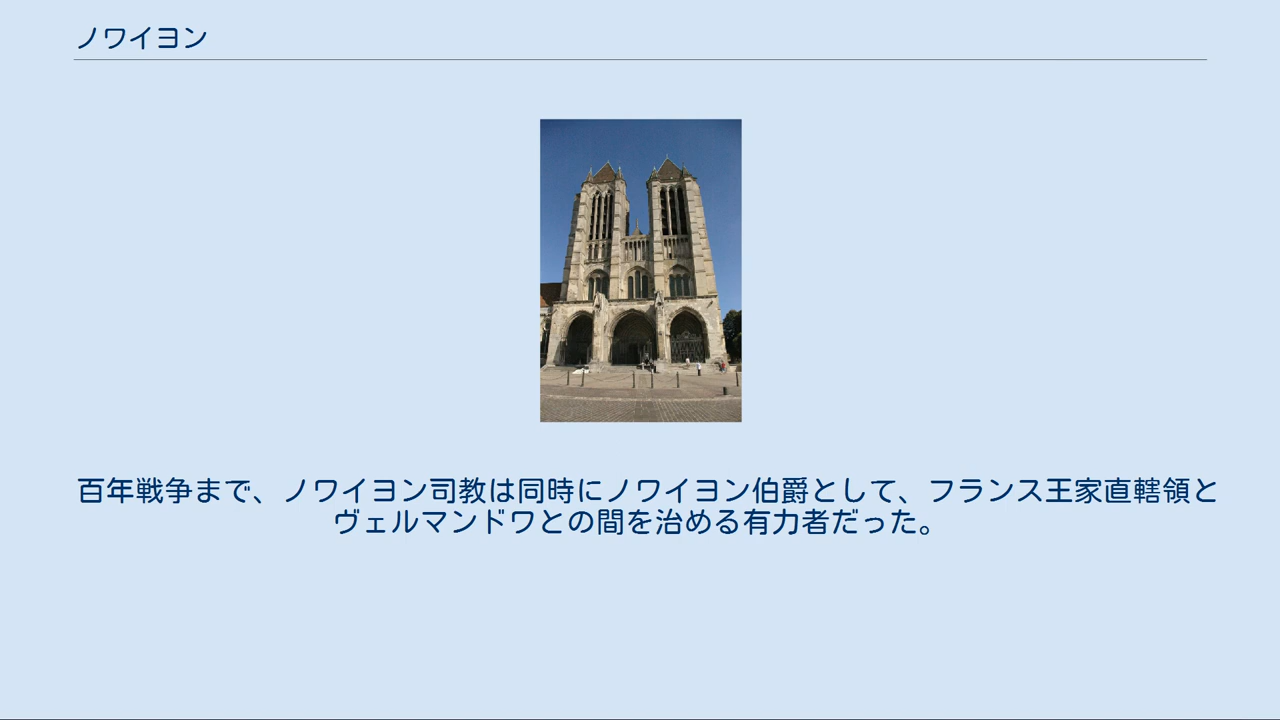 ノワイヨン
百年戦争まで、ノワイヨン司教は同時にノワイヨン伯爵として、フランス王家直轄領と
ヴェルマンドワとの間を治める有力者だった。